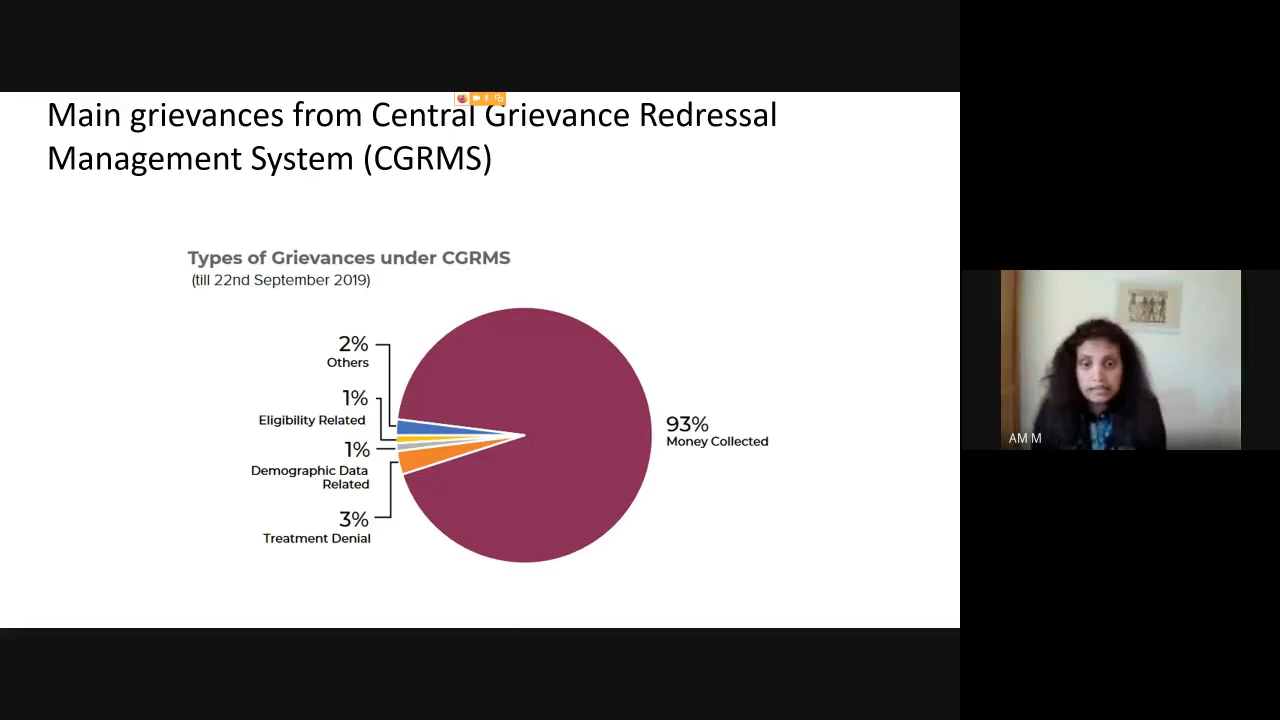 Main grievances from Central Grievance Redressal
Management System (CGRMS)
Types of Grievances under CGRMS
(till 22nd September 2019)
2%
Others
1%
Eligibility Related
1%
Demographic Data
Related
3%
Treatment Denial
93%
Money Collected
AM M